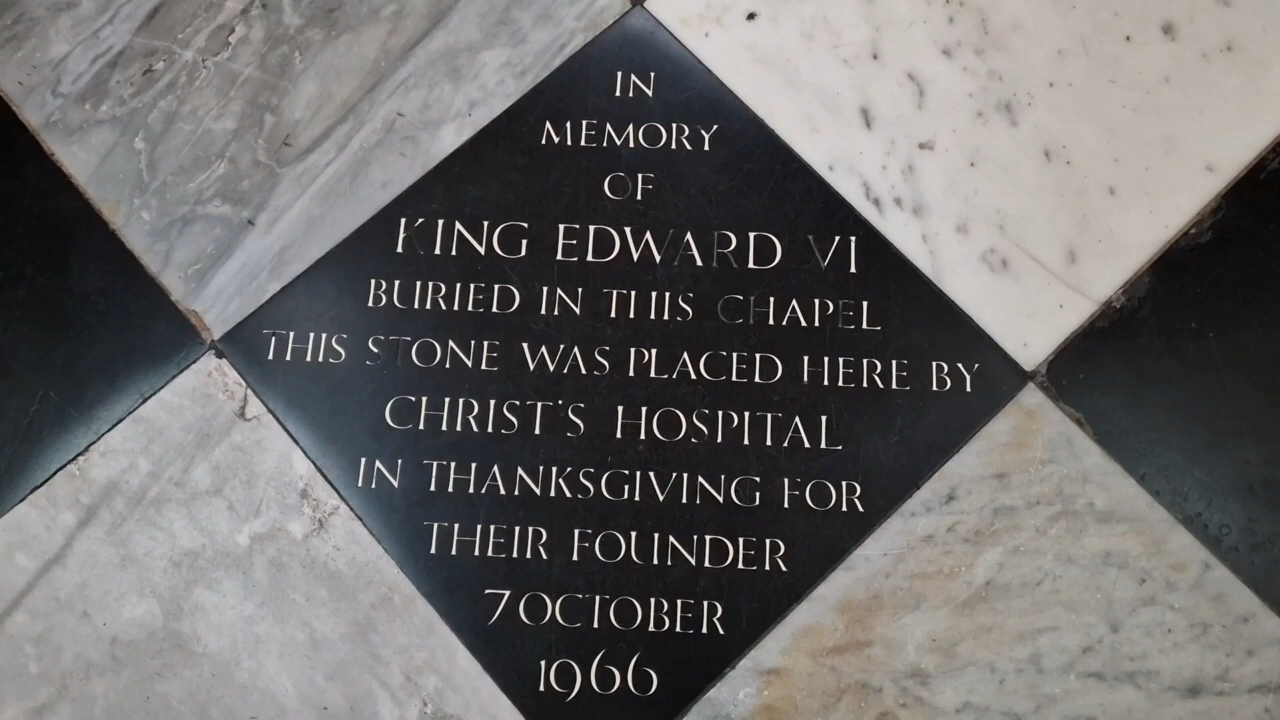 IN
MEMORY
OF
KING EDWARD VI
BURIED IN THIS CHAPEL
THIS STONE WAS PLACED HERE BY
CHRIST'S HOSPITAL
IN THANKSGIVING FOR
THEIR FOUNDER
7 OCTOBER
1966